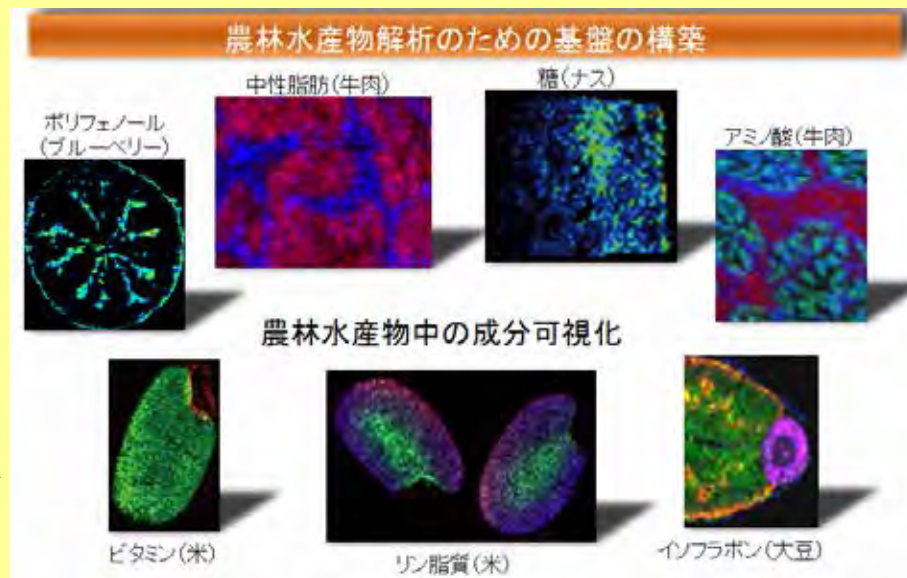 農林水産物解析のための基盤の構築
中性脂肪(牛肉)
糖(ナス)
ポリフェノール
(ブルーベリー)
アミノ酸(牛肉)
農林水産物中の成分可視化
ビタミン(米)
リン脂質(米)
イソフラボン(大豆)